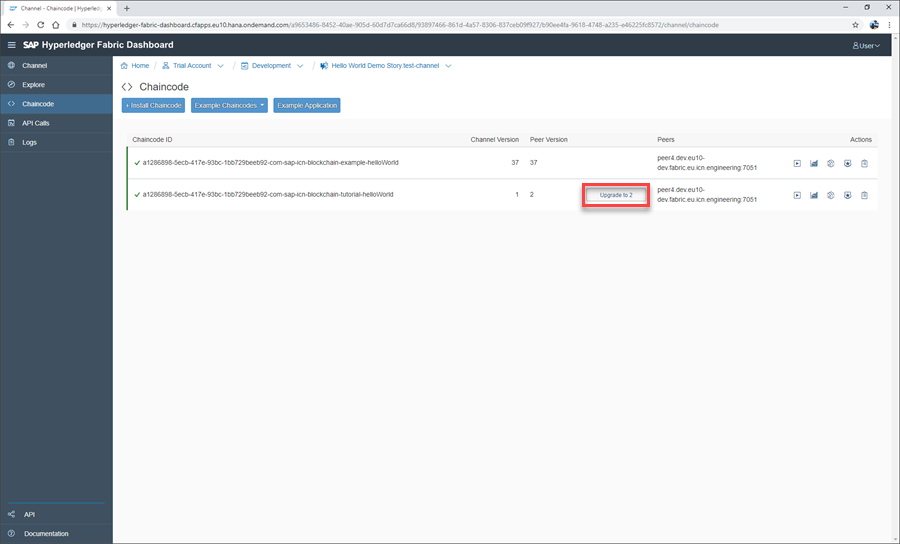 Channel - Chaincode | Hyperledg
https://hyperledger-fabric-dashboard.cfapps.eu10.hana.ondemand.com/a9653486-8452-40ae-905d-60d7d7ca66d8/93897466-861d-4a57-8306-837ceb09f927/b90ee4fa-9618-4748-a235-e46225fc8572/channel/chaincode
SAP Hyperledger Fabric Dashboard
User
Channel
Explore
Chaincode
API Calls
Logs
API
Documentation
Home / Trial Account / Development / Hello World Demo Story:test-channel
Chaincode
+ Install Chaincode
Example Chaincodes
Example Application
Chaincode ID Channel Version Peer Version Peers Actions
a1286898-5ecb-417e-93bc-1bb729beeb92-com-sap-icn-blockchain-example-helloWorld 37 37 peer4.dev.eu10-
dev.fabric.eu.icn.engineering:7051
a1286898-5ecb-417e-93bc-1bb729beeb92-com-sap-icn-blockchain-tutorial-helloWorld 1 2 Upgrade to 2 peer4.dev.eu10-
dev.fabric.eu.icn.engineering:7051